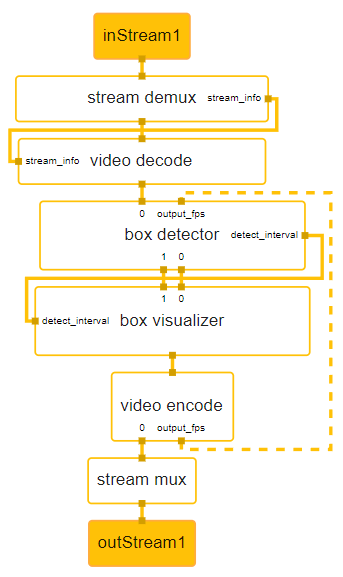 inStream1
stream demux stream_info
stream_info video decode
0 output_fps
box detector detect_interval
1 0
1 0
detect_interval box visualizer
video encode
0 output_fps
stream mux
outStream1